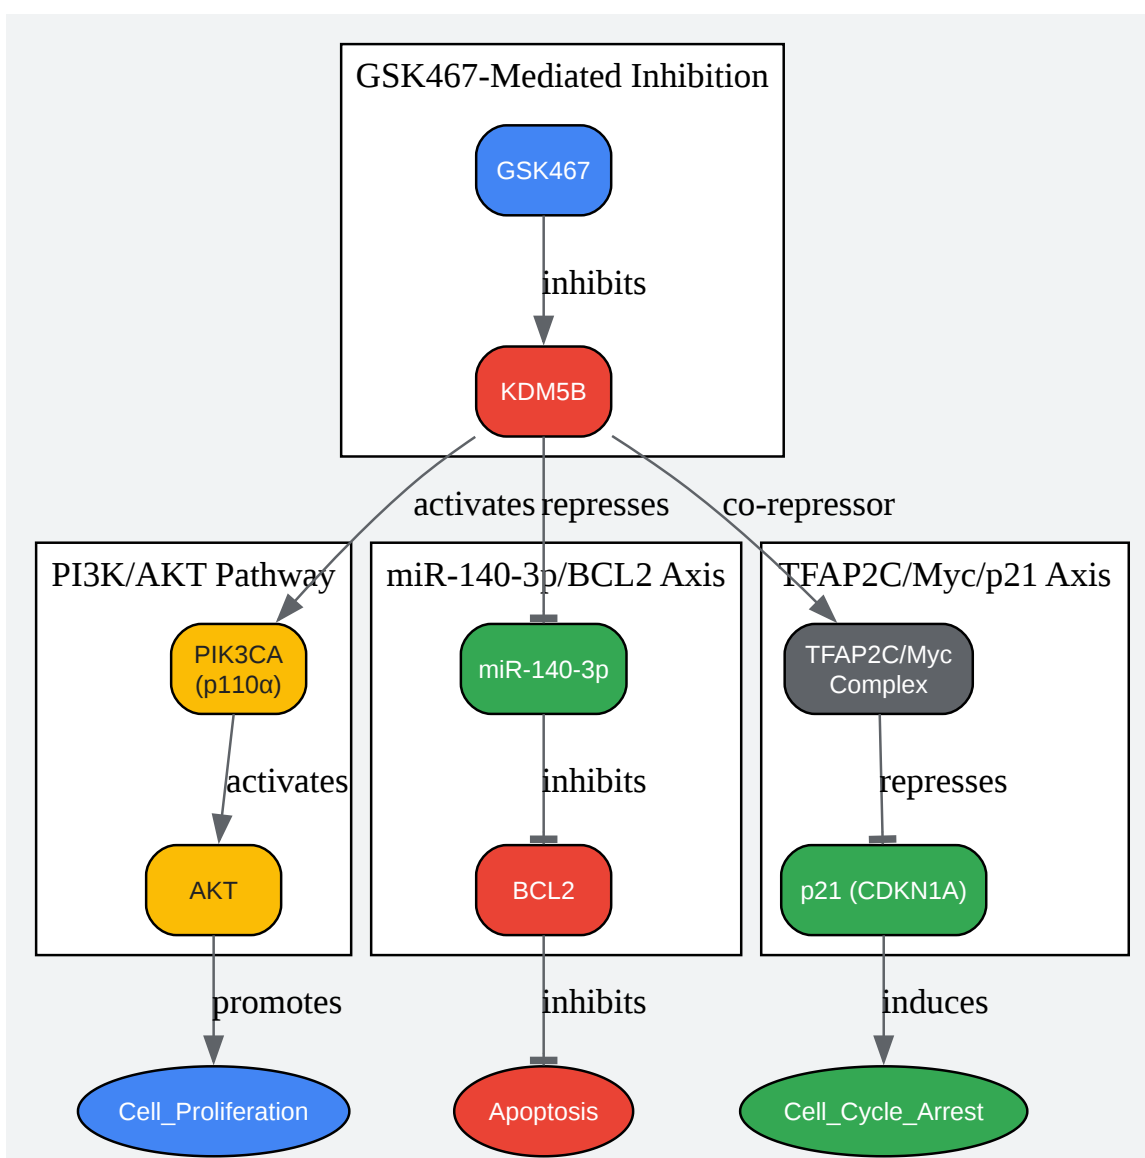 GSK467-Mediated Inhibition
GSK467
inhibits
KDM5B
activates
represses
co-repressor
PI3K/AKT Pathway
miR-140-3p/BCL2 Axis
TFAP2C/Myc/p21 Axis
PIK3CA
(p110α)
miR-140-3p
TFAP2C/Myc
Complex
activates
inhibits
represses
AKT
BCL2
p21 (CDKN1A)
promotes
inhibits
induces
Cell_Proliferation
Apoptosis
Cell_Cycle_Arrest